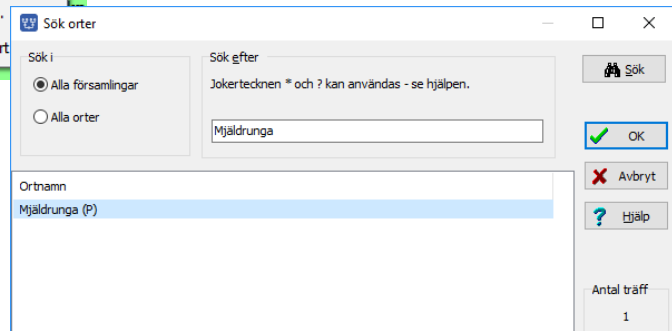 Sök orter
rt
Sök i
Alla församlingar
Alla orter
Sök efter
Jokertecknen * och ? kan användas - se hjälpen.
Mjäldrunga
Sök
OK
Avbryt
Hjälp
Ortnamn
Mjäldrunga (P)
Antal träff
1